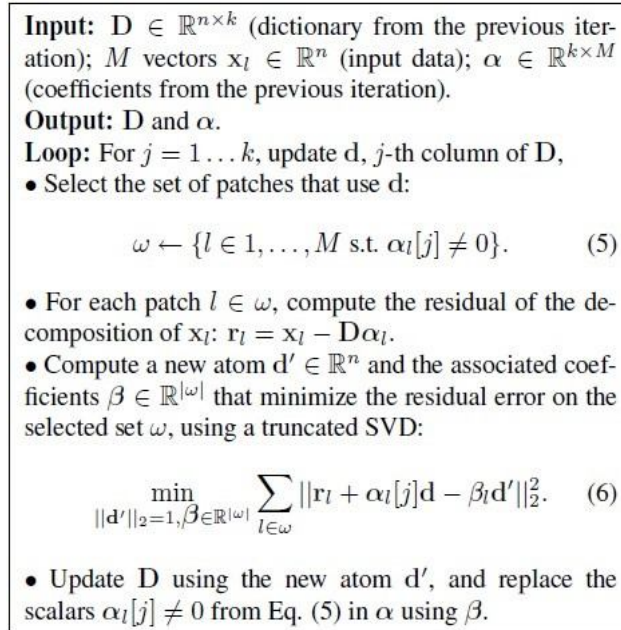 Input: D ∈ ℝ^{n×k} (dictionary from the previous iter-
ation); M vectors x_l ∈ ℝ^n (input data); α ∈ ℝ^{k×M}
(coefficients from the previous iteration).
Output: D and α.
Loop: For j = 1 … k, update d, j-th column of D,
• Select the set of patches that use d:
ω ← {l ∈ 1, …, M s.t. α_l[j] ≠ 0}. (5)
• For each patch l ∈ ω, compute the residual of the de-
composition of x_l: r_l = x_l − Dα_l.
• Compute a new atom d′ ∈ ℝ^n and the associated coef-
ficients β ∈ ℝ^{|ω|} that minimize the residual error on the
selected set ω, using a truncated SVD:
min_{||d′||_2=1, β∈ℝ^{|ω|}} ∑_{l∈ω} ||r_l + α_l[j]d − β_l d′||_2^2. (6)
• Update D using the new atom d′, and replace the
scalars α_l[j] ≠ 0 from Eq. (5) in α using β.